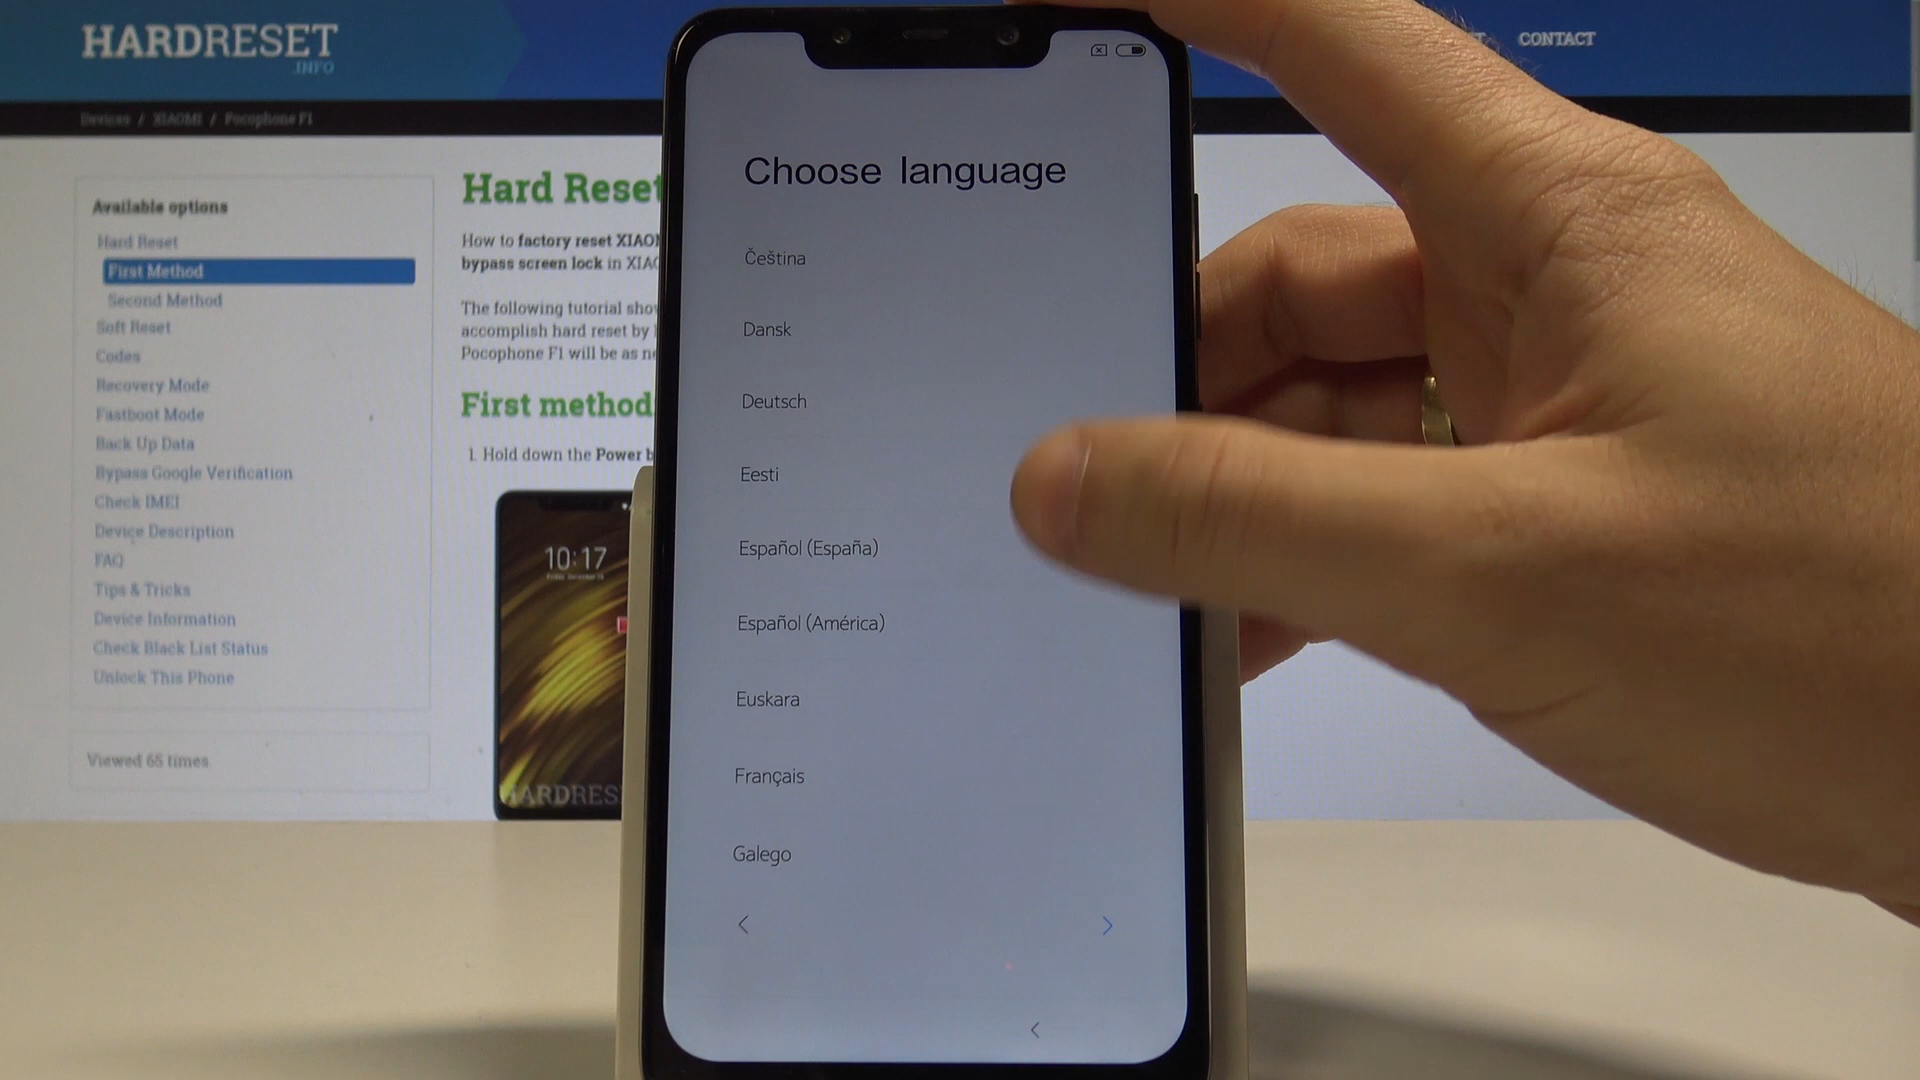 HARDRESET
.INFO
CONTACT
Devices / XIAOMI / Pocophone F1
Available options
Hard Reset
First Method
Second Method
Soft Reset
Codes
Recovery Mode
Fastboot Mode
Back Up Data
Bypass Google Verification
Check IMEI
Device Description
FAQ
Tips & Tricks
Device Information
Check Black List Status
Unlock This Phone
Viewed 65 times
Hard Reset
How to factory reset XIAOM
bypass screen lock in XIAO
The following tutorial show
accomplish hard reset by
Pocophone F1 will be as ne
First method
1. Hold down the Power b
10:17
HARDRES
Choose language
Čeština
Dansk
Deutsch
Eesti
Español (España)
Español (América)
Euskara
Français
Galego